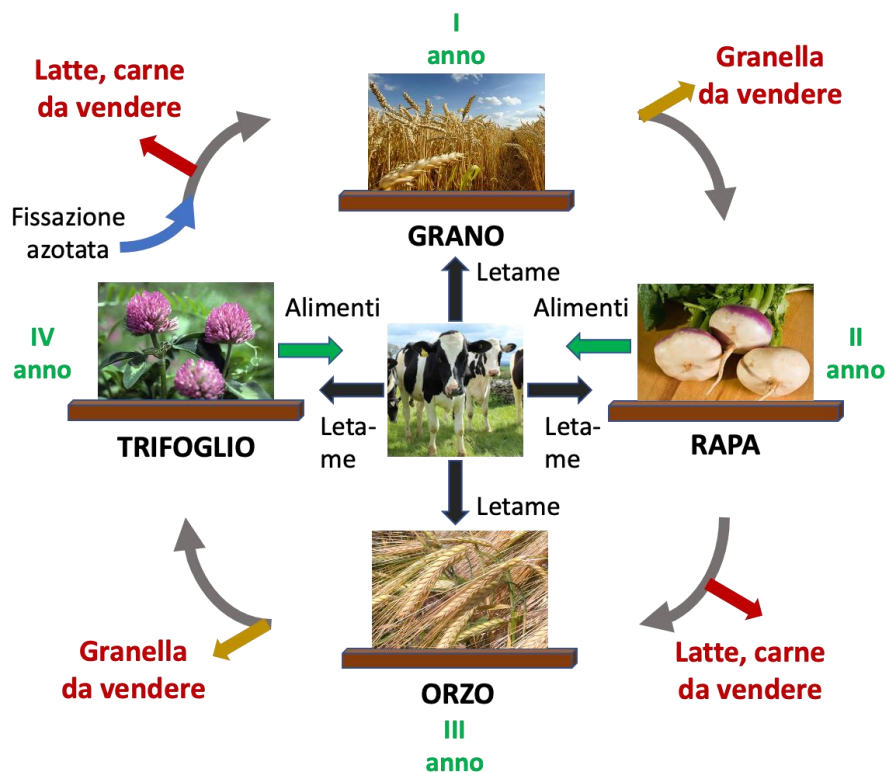 I
anno
Latte, carne
da vendere
Granella
da vendere
GRANO
Fissazione
azotata
Letame
Alimenti
Alimenti
IV
anno
II
anno
TRIFOGLIO
Leta-
me
Leta-
me
RAPA
Letame
Granella
da vendere
ORZO
Latte, carne
da vendere
III
anno